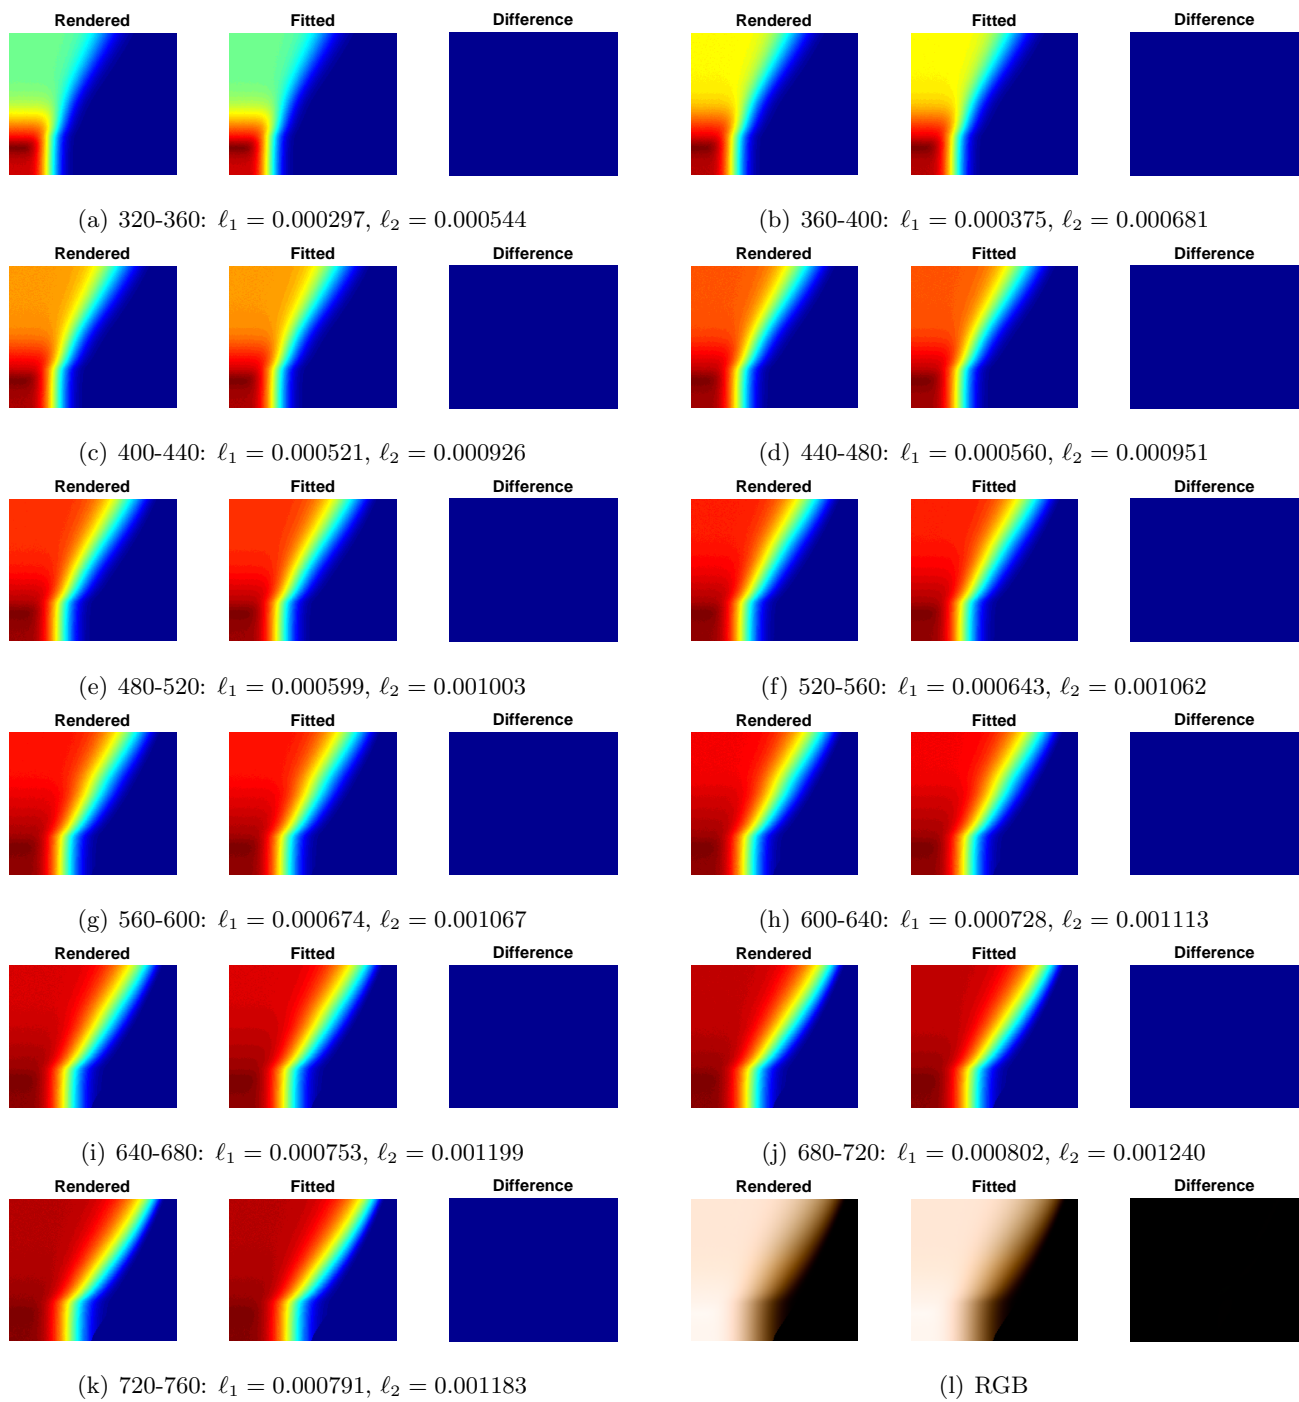 Rendered Fitted Difference Rendered Fitted Difference
(a) 320-360: ℓ₁ = 0.000297, ℓ₂ = 0.000544 (b) 360-400: ℓ₁ = 0.000375, ℓ₂ = 0.000681
Rendered Fitted Difference Rendered Fitted Difference
(c) 400-440: ℓ₁ = 0.000521, ℓ₂ = 0.000926 (d) 440-480: ℓ₁ = 0.000560, ℓ₂ = 0.000951
Rendered Fitted Difference Rendered Fitted Difference
(e) 480-520: ℓ₁ = 0.000599, ℓ₂ = 0.001003 (f) 520-560: ℓ₁ = 0.000643, ℓ₂ = 0.001062
Rendered Fitted Difference Rendered Fitted Difference
(g) 560-600: ℓ₁ = 0.000674, ℓ₂ = 0.001067 (h) 600-640: ℓ₁ = 0.000728, ℓ₂ = 0.001113
Rendered Fitted Difference Rendered Fitted Difference
(i) 640-680: ℓ₁ = 0.000753, ℓ₂ = 0.001199 (j) 680-720: ℓ₁ = 0.000802, ℓ₂ = 0.001240
Rendered Fitted Difference Rendered Fitted Difference
(k) 720-760: ℓ₁ = 0.000791, ℓ₂ = 0.001183 (l) RGB